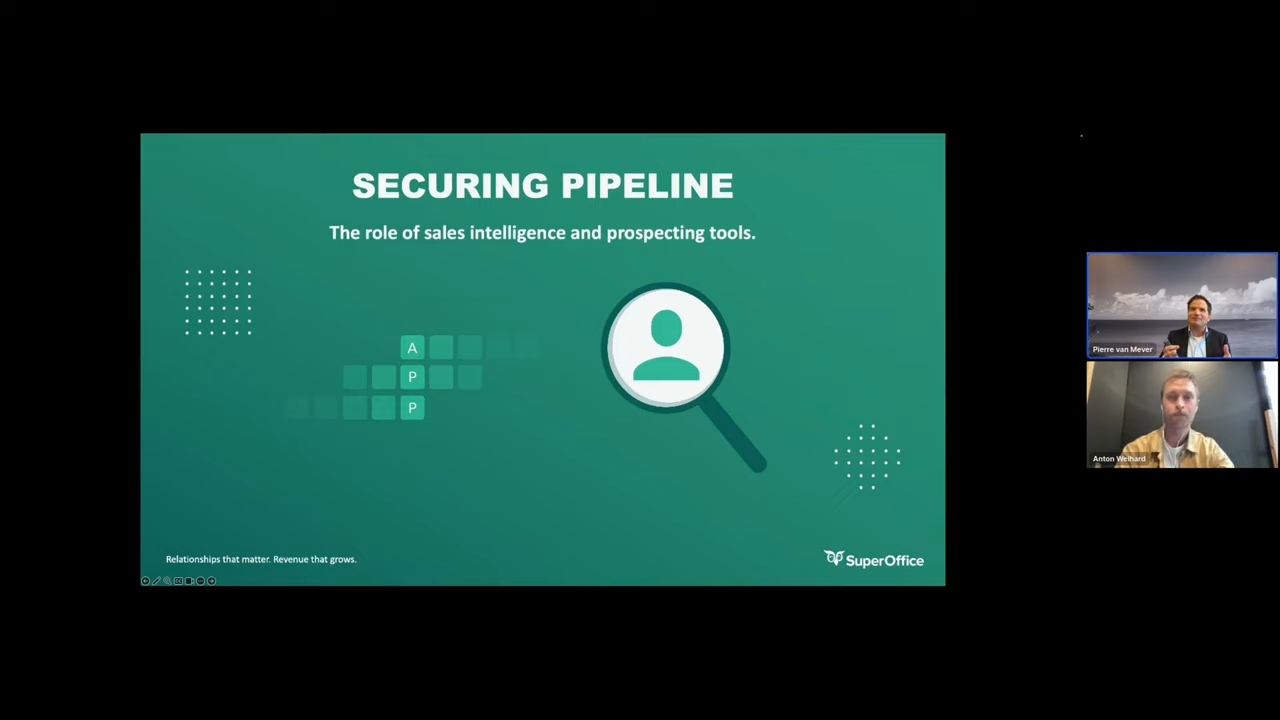 SECURING PIPELINE
The role of sales intelligence and prospecting tools.
A
P
P
Relationships that matter. Revenue that grows.
SuperOffice
Pierre van Mever
Anton Welhard